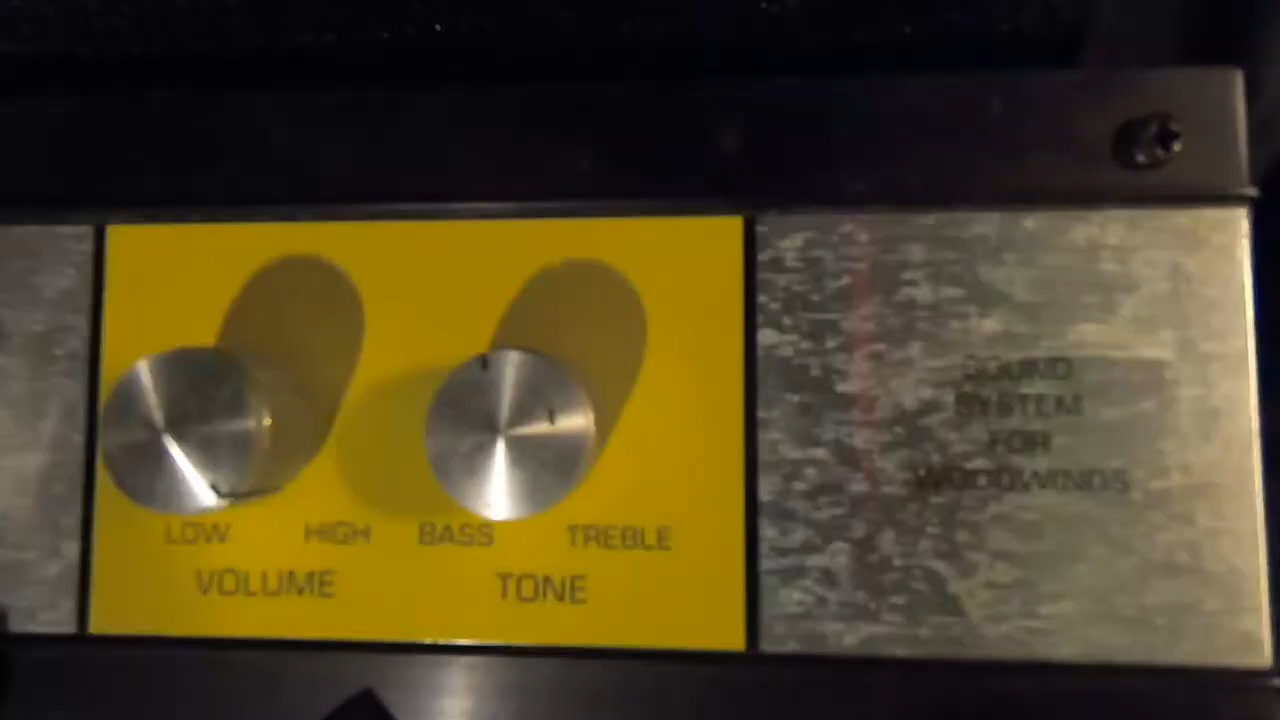 LOW HIGH BASS TREBLE
VOLUME TONE
SOUND
SYSTEM
FOR
WOODWINDS